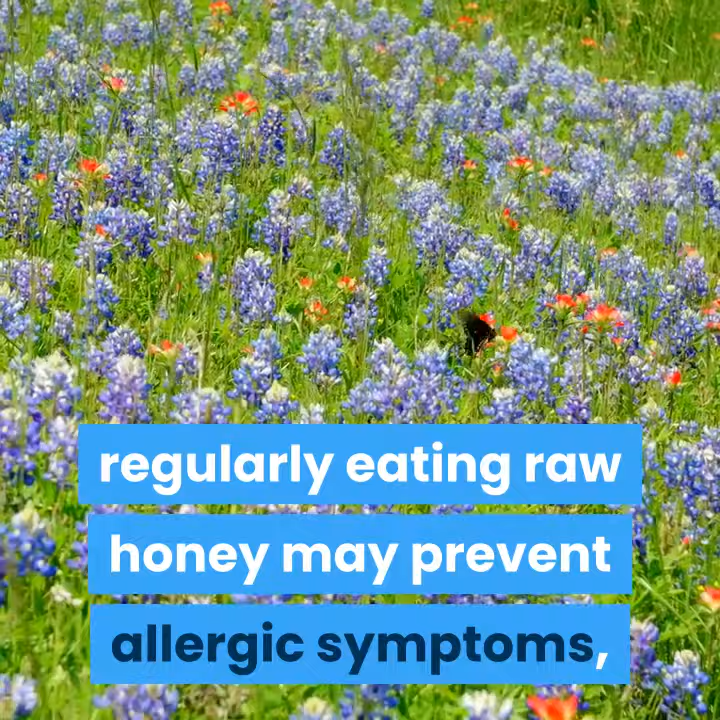 regularly eating raw
honey may prevent
allergic symptoms,